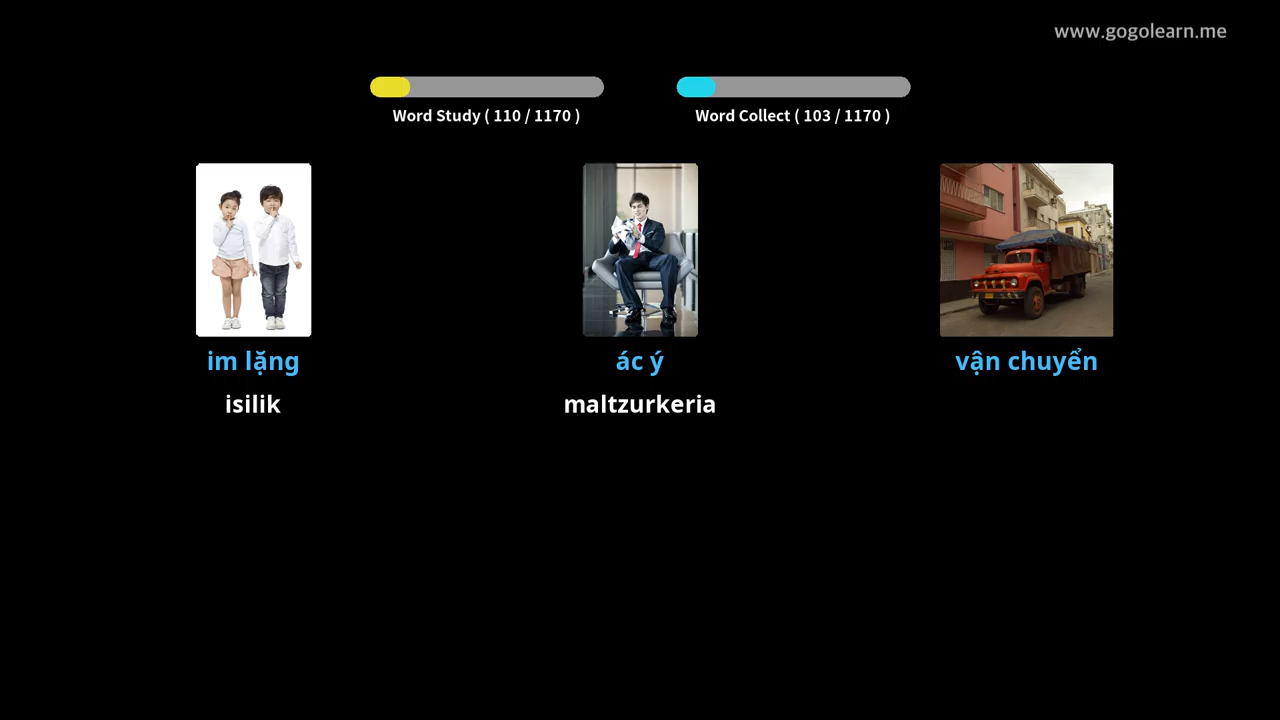 www.gogolearn.me
Word Study ( 110 / 1170 )
Word Collect ( 103 / 1170 )
im lặng
ác ý
vận chuyển
isilik
maltzurkeria